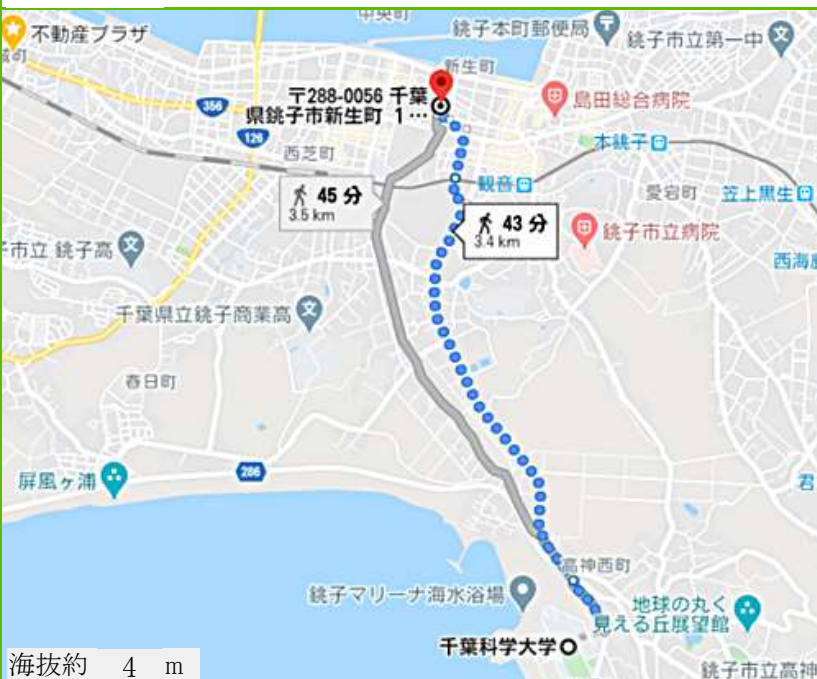 中央町
不動産プラザ
銚子本町郵便局
銚子市立第一中
城町
新生町
〒288-0056 千葉
県銚子市新生町 1…
島田総合病院
356
126
西芝町
本銚子
観音
愛宕町
笠上黒生
45 分
3.5 km
43 分
3.4 km
銚子市立病院
子市立 銚子高
西海鹿
千葉県立銚子商業高
春日町
屏風ヶ浦
286
君
高神西町
銚子マリーナ海水浴場
地球の丸く
見える丘展望館
千葉科学大学
海抜約 4 m
銚子市立高神